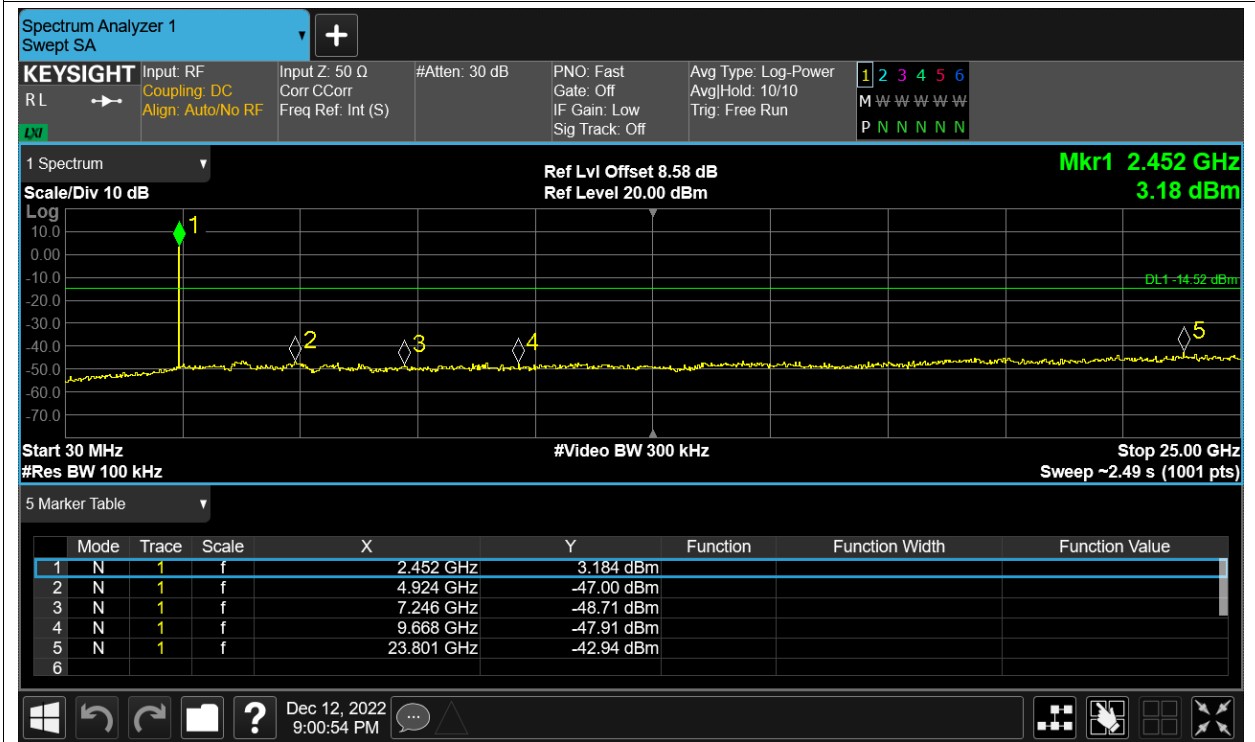 Spectrum Analyzer 1
Swept SA
+
KEYSIGHT
R L
LXI
Input: RF
Coupling: DC
Align: Auto/No RF
Input Z: 50 Ω
Corr CCorr
Freq Ref: Int (S)
#Atten: 30 dB
PNO: Fast
Gate: Off
IF Gain: Low
Sig Track: Off
Avg Type: Log-Power
Avg|Hold: 10/10
Trig: Free Run
1 2 3 4 5 6
M W W W W W
P N N N N N
1 Spectrum
Scale/Div 10 dB
Ref Lvl Offset 8.58 dB
Ref Level 20.00 dBm
Mkr1 2.452 GHz
3.18 dBm
Log
10.0
0.00
-10.0
-20.0
-30.0
-40.0
-50.0
-60.0
-70.0
1
2
3
4
5
DL1 -14.52 dBm
Start 30 MHz
#Video BW 300 kHz
Stop 25.00 GHz
#Res BW 100 kHz
Sweep ~2.49 s (1001 pts)
5 Marker Table
Mode Trace Scale X Y Function Function Width Function Value
1 N 1 f 2.452 GHz 3.184 dBm
2 N 1 f 4.924 GHz -47.00 dBm
3 N 1 f 7.246 GHz -48.71 dBm
4 N 1 f 9.668 GHz -47.91 dBm
5 N 1 f 23.801 GHz -42.94 dBm
6
?
Dec 12, 2022
9:00:54 PM